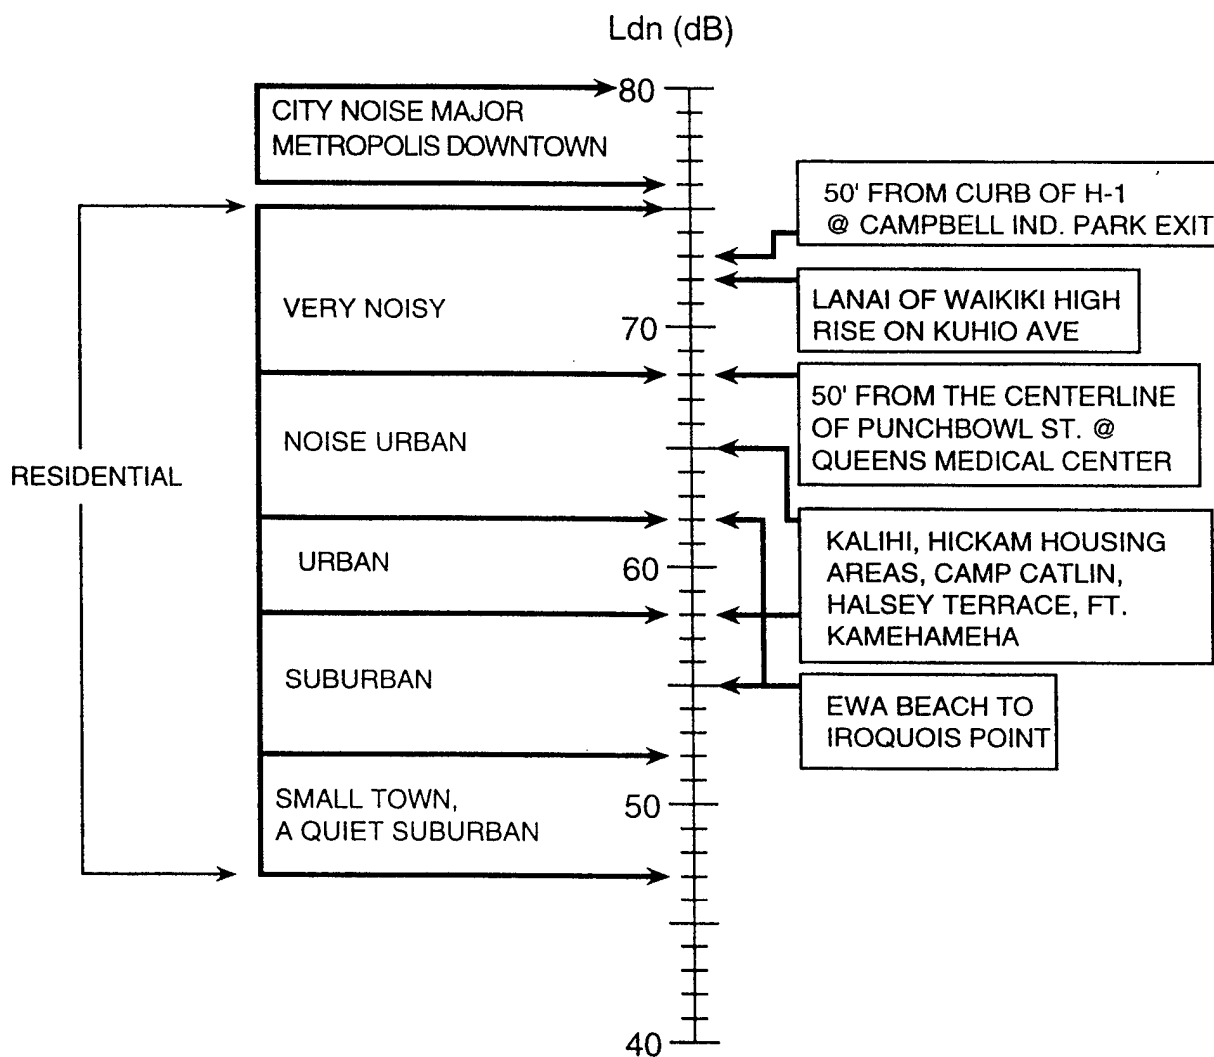 Ldn (dB)
80
CITY NOISE MAJOR
METROPOLIS DOWNTOWN
50' FROM CURB OF H-1
@ CAMPBELL IND. PARK EXIT
LANAI OF WAIKIKI HIGH
RISE ON KUHIO AVE
VERY NOISY
70
50' FROM THE CENTERLINE
OF PUNCHBOWL ST. @
QUEENS MEDICAL CENTER
NOISE URBAN
RESIDENTIAL
KALIHI, HICKAM HOUSING
AREAS, CAMP CATLIN,
HALSEY TERRACE, FT.
KAMEHAMEHA
URBAN
60
SUBURBAN
EWA BEACH TO
IROQUOIS POINT
SMALL TOWN,
A QUIET SUBURBAN
50
40